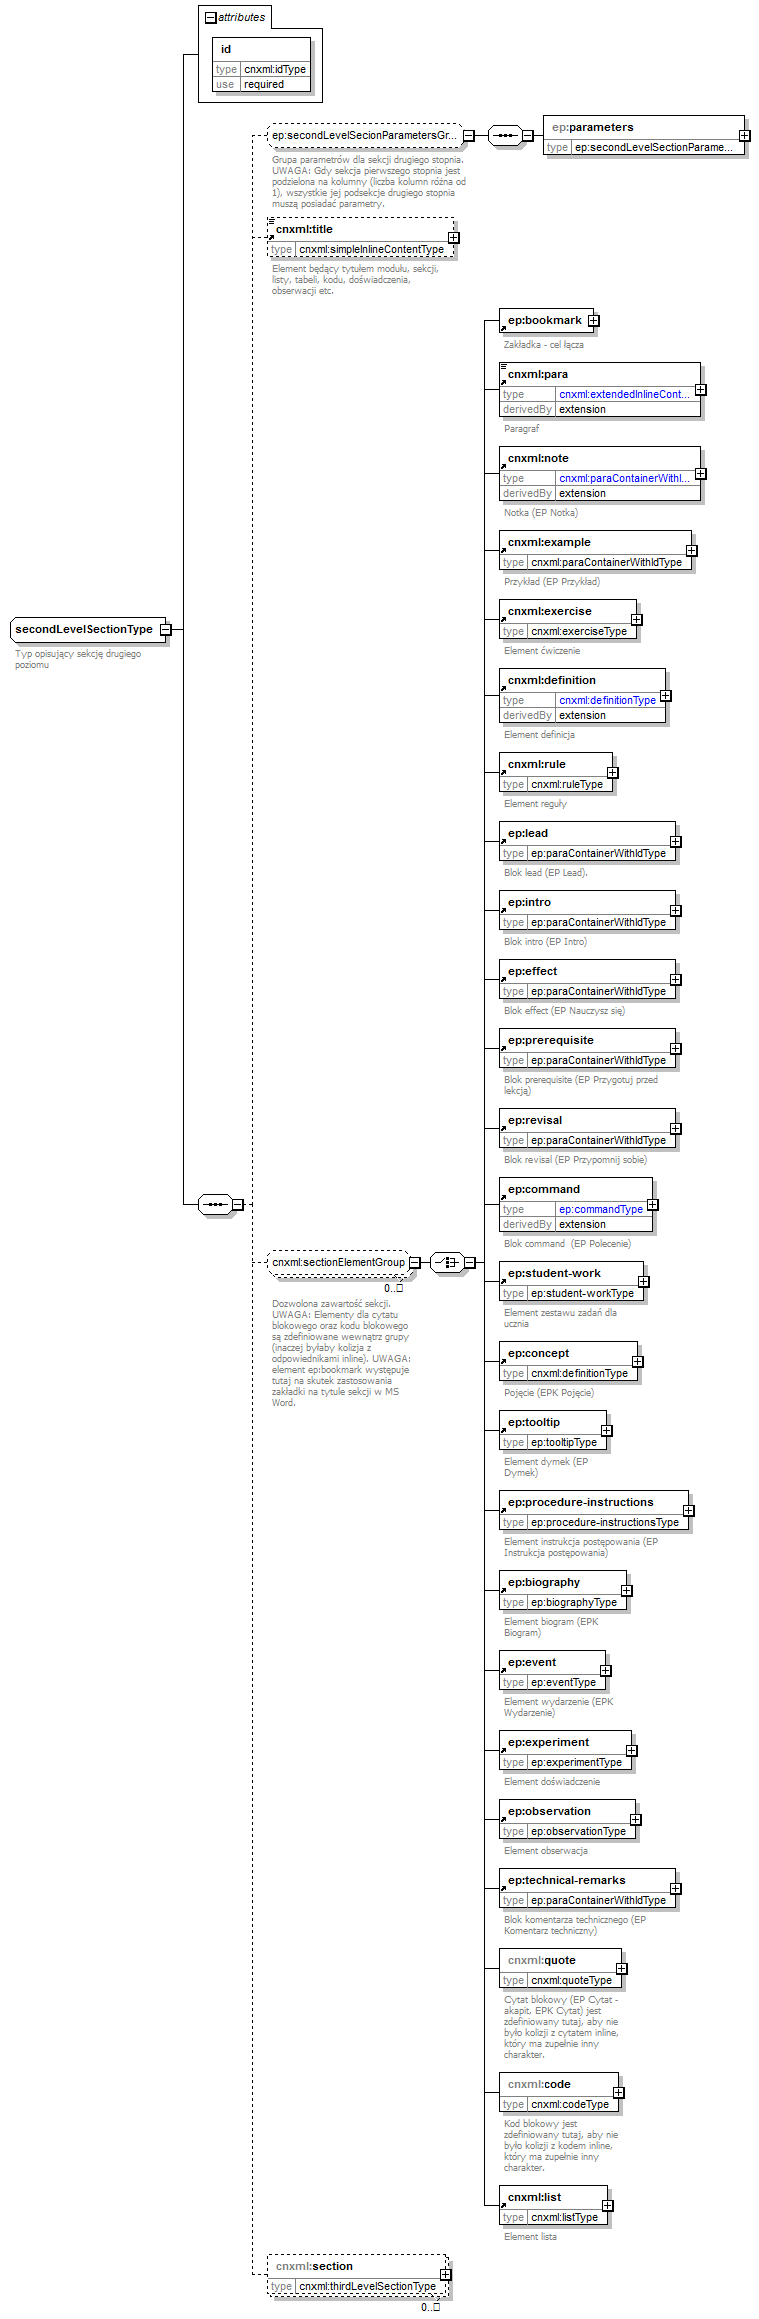 attributes
id
type cnxml:idType
use required
ep:secondLevelSecionParametersGr...
Grupa parametrów dla sekcji drugiego stopnia.
UWAGA: Gdy sekcja pierwszego stopnia jest
podzielona na kolumny (liczba kolumn różna od
1), wszystkie jej podsekcje drugiego stopnia
muszą posiadać parametry.
ep:parameters
type ep:secondLevelSectionParame...
cnxml:title
type cnxml:simpleInlineContentType
Element będący tytułem modułu, sekcji,
listy, tabeli, kodu, doświadczenia,
obserwacji etc.
ep:bookmark
Zakładka - cel łącza
cnxml:para
type cnxml:extendedInlineCont...
derivedBy extension
Paragraf
cnxml:note
type cnxml:paraContainerWithI...
derivedBy extension
Notka (EP Notka)
cnxml:example
type cnxml:paraContainerWithIdType
Przykład (EP Przykład)
cnxml:exercise
type cnxml:exerciseType
Element ćwiczenie
secondLevelSectionType
Typ opisujący sekcję drugiego
poziomu
cnxml:definition
type cnxml:definitionType
derivedBy extension
Element definicja
cnxml:rule
type cnxml:ruleType
Element reguły
ep:lead
type ep:paraContainerWithIdType
Blok lead (EP Lead).
ep:intro
type ep:paraContainerWithIdType
Blok intro (EP Intro)
ep:effect
type ep:paraContainerWithIdType
Blok effect (EP Nauczysz się)
ep:prerequisite
type ep:paraContainerWithIdType
Blok prerequisite (EP Przygotuj przed
lekcją)
ep:revisal
type ep:paraContainerWithIdType
Blok revisal (EP Przypomnij sobie)
ep:command
type ep:commandType
derivedBy extension
Blok command (EP Polecenie)
cnxml:sectionElementGroup
0..
Dozwolona zawartość sekcji.
UWAGA: Elementy dla cytatu
blokowego oraz kodu blokowego
są zdefiniowane wewnątrz grupy
(inaczej byłaby kolizja z
odpowiednikami inline). UWAGA:
element ep:bookmark występuje
tutaj na skutek zastosowania
zakładki na tytule sekcji w MS
Word.
ep:student-work
type ep:student-workType
Element zestawu zadań dla
ucznia
ep:concept
type cnxml:definitionType
Pojęcie (EPK Pojęcie)
ep:tooltip
type ep:tooltipType
Element dymek (EP
Dymek)
ep:procedure-instructions
type ep:procedure-instructionsType
Element instrukcja postępowania (EP
Instrukcja postępowania)
ep:biography
type ep:biographyType
Element biogram (EPK
Biogram)
ep:event
type ep:eventType
Element wydarzenie (EPK
Wydarzenie)
ep:experiment
type ep:experimentType
Element doświadczenie
ep:observation
type ep:observationType
Element obserwacja
ep:technical-remarks
type ep:paraContainerWithIdType
Blok komentarza technicznego (EP
Komentarz techniczny)
cnxml:quote
type cnxml:quoteType
Cytat blokowy (EP Cytat -
akapit, EPK Cytat) jest
zdefiniowany tutaj, aby nie
było kolizji z cytatem inline,
który ma zupełnie inny
charakter.
cnxml:code
type cnxml:codeType
Kod blokowy jest
zdefiniowany tutaj, aby nie
było kolizji z kodem inline,
który ma zupełnie inny
charakter.
cnxml:list
type cnxml:listType
Element lista
cnxml:section
type cnxml:thirdLevelSectionType
0..